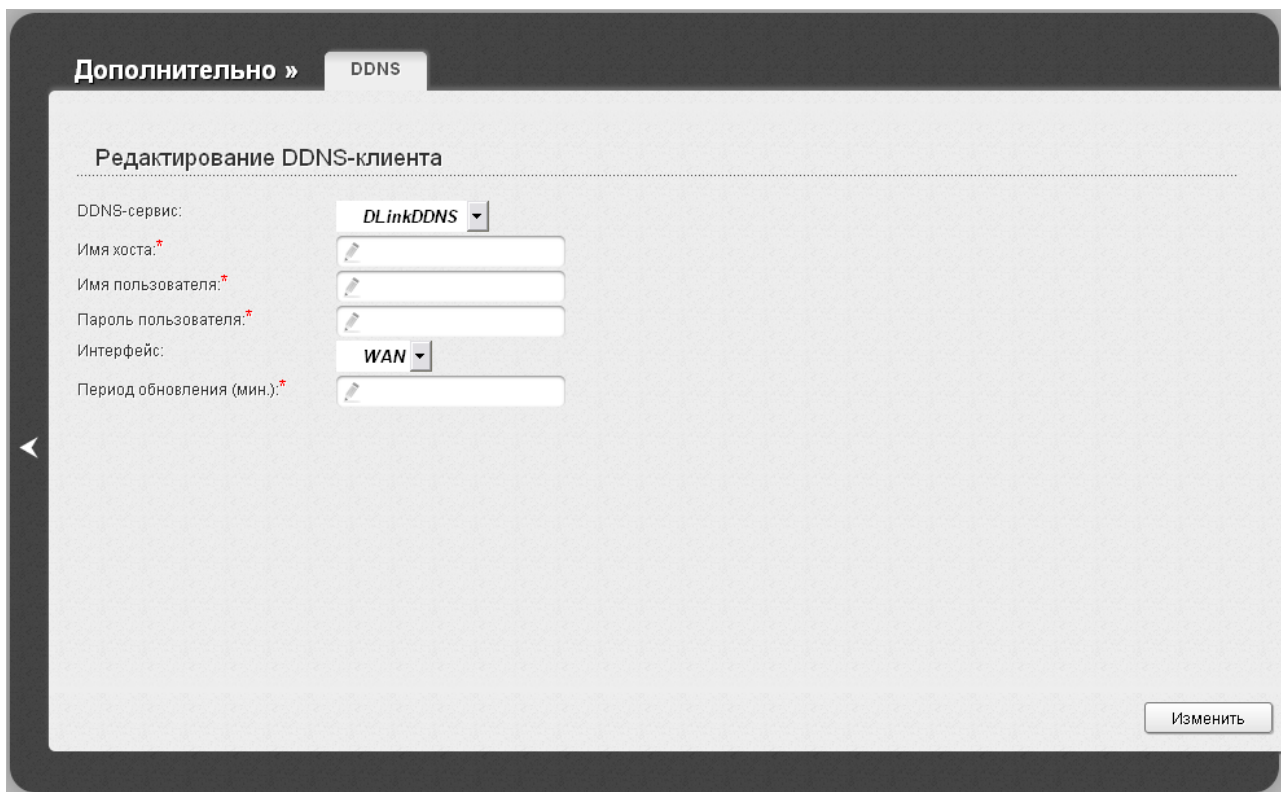 Дополнительно »
DDNS
Редактирование DDNS-клиента
DDNS-сервис:
DLinkDDNS
Имя хоста:*
Имя пользователя:*
Пароль пользователя:*
Интерфейс:
WAN
Период обновления (мин.):*
Изменить